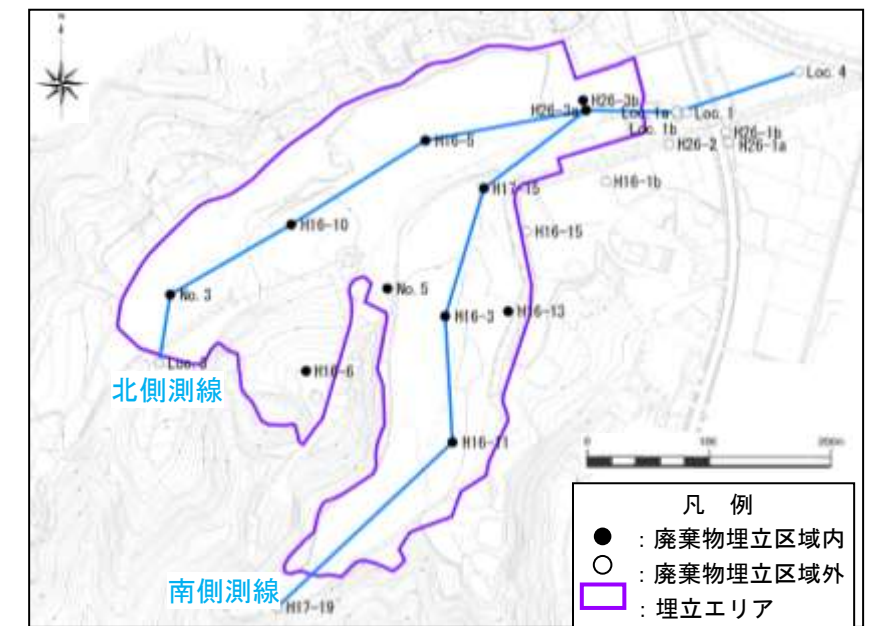 N
Loc. 4
H26-3b
H26-3a
Loc. 1a
Loc. 1
Loc. 1b
H26-1b
H26-2
H26-1a
H16-5
H17-15
H16-1b
H16-10
H16-15
No. 3
No. 5
H16-3
H16-13
Loc. 3
H16-6
北側測線
H16-11
0
100
200m
凡 例
● : 廃棄物埋立区域内
○ : 廃棄物埋立区域外
: 埋立エリア
南側測線
H17-19